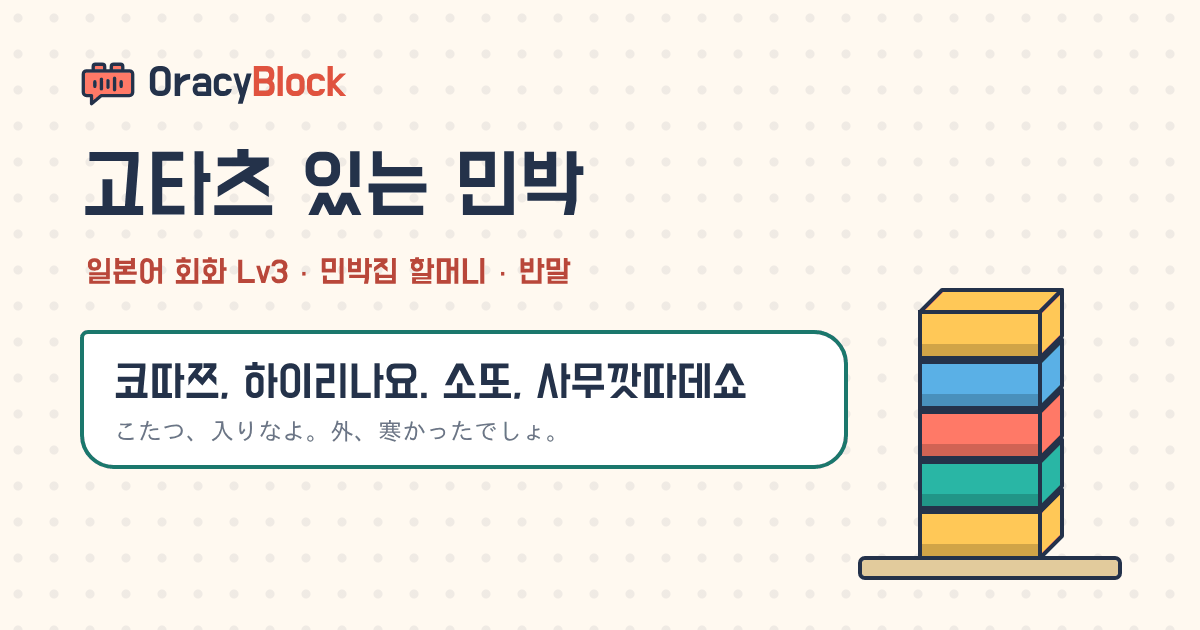 OracyBlock
고타츠 있는 민박
일본어 회화 Lv3 · 민박집 할머니 · 반말
코따쯔, 하이리나요. 소또, 사무깟따데쇼
こたつ、入りなよ。外、寒かったでしょ。